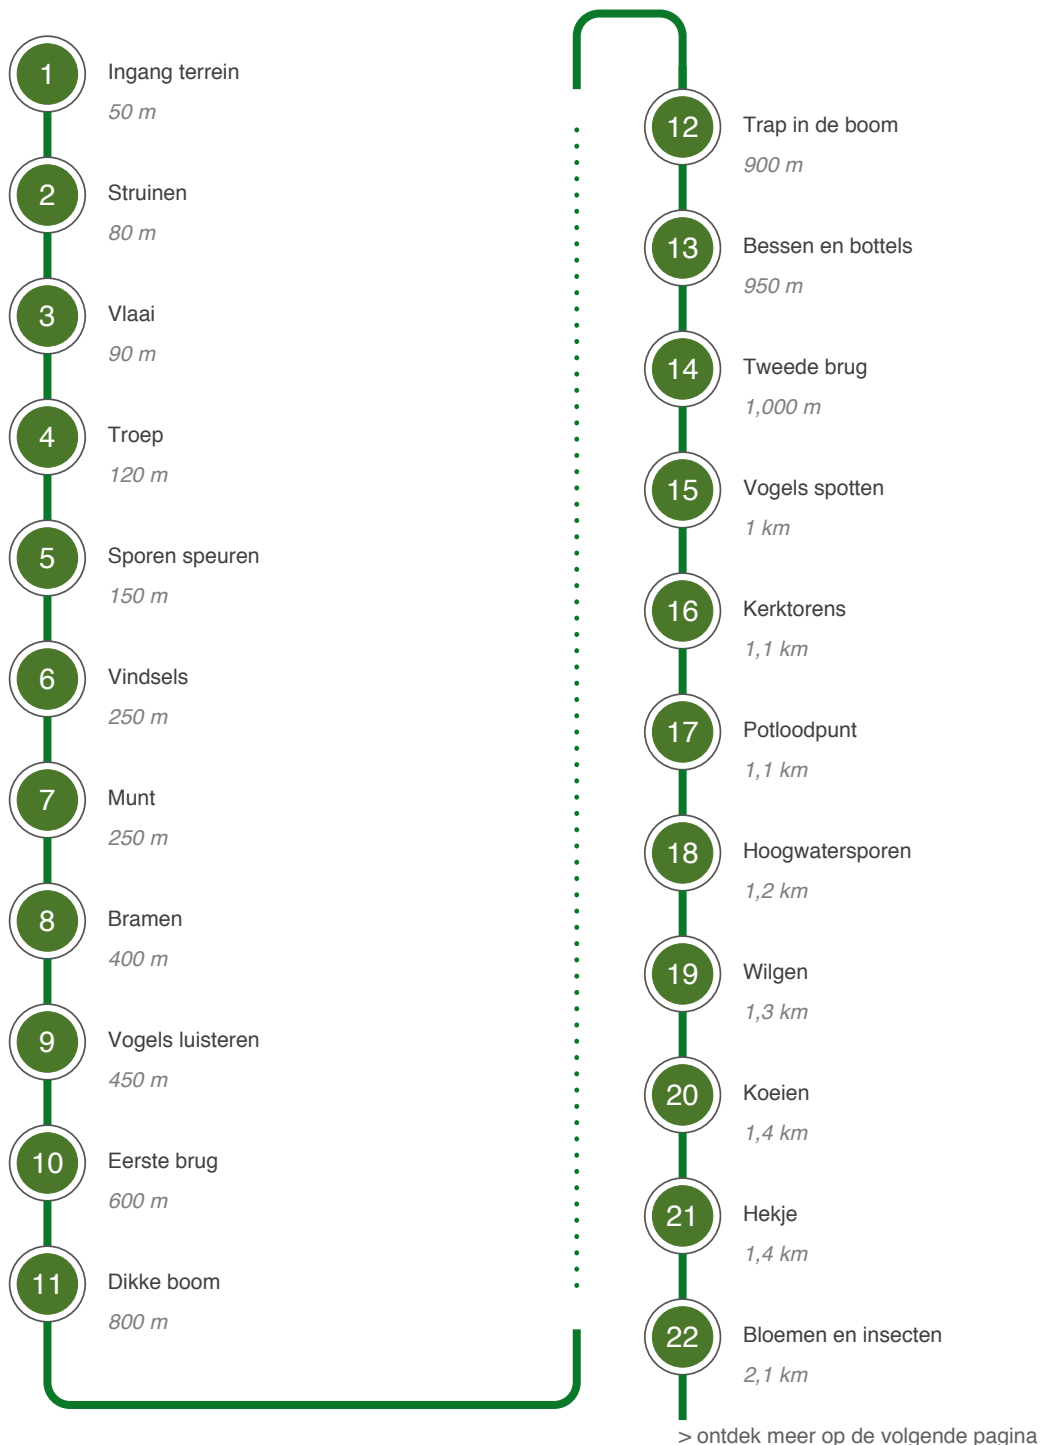 1
Ingang terrein
50 m
2
Struinen
80 m
3
Vlaai
90 m
4
Troep
120 m
5
Sporen speuren
150 m
6
Vindsels
250 m
7
Munt
250 m
8
Bramen
400 m
9
Vogels luisteren
450 m
10
Eerste brug
600 m
11
Dikke boom
800 m
12
Trap in de boom
900 m
13
Bessen en bottels
950 m
14
Tweede brug
1,000 m
15
Vogels spotten
1 km
16
Kerktorens
1,1 km
17
Potloodpunt
1,1 km
18
Hoogwatersporen
1,2 km
19
Wilgen
1,3 km
20
Koeien
1,4 km
21
Hekje
1,4 km
22
Bloemen en insecten
2,1 km
> ontdek meer op de volgende pagina